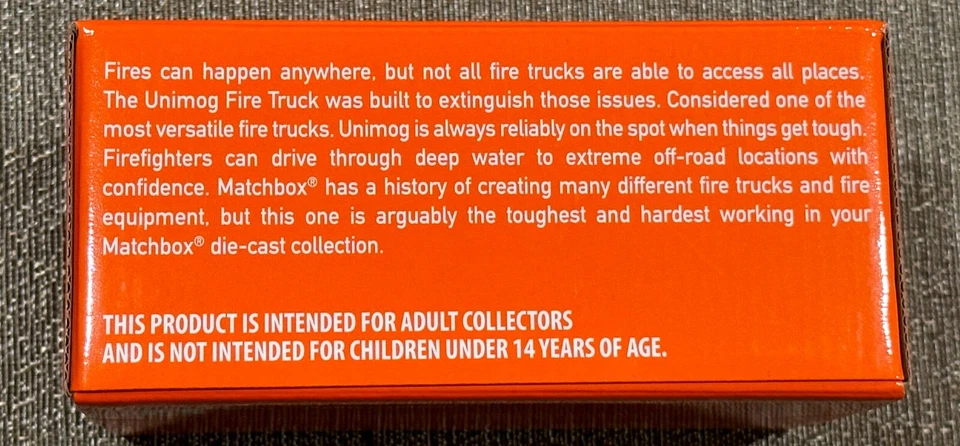 Fires can happen anywhere, but not all fire trucks are able to access all places.
The Unimog Fire Truck was built to extinguish those issues. Considered one of the
most versatile fire trucks. Unimog is always reliably on the spot when things get tough.
Firefighters can drive through deep water to extreme off-road locations with
confidence. Matchbox® has a history of creating many different fire trucks and fire
equipment, but this one is arguably the toughest and hardest working in your
Matchbox® die-cast collection.
THIS PRODUCT IS INTENDED FOR ADULT COLLECTORS
AND IS NOT INTENDED FOR CHILDREN UNDER 14 YEARS OF AGE.